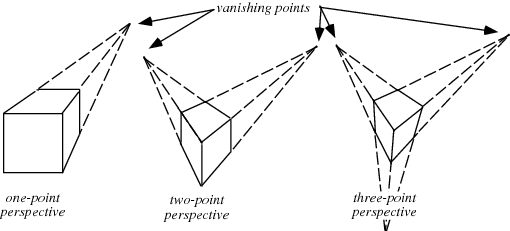 vanishing points
one-point
perspective
two-point
perspective
three-point
perspective